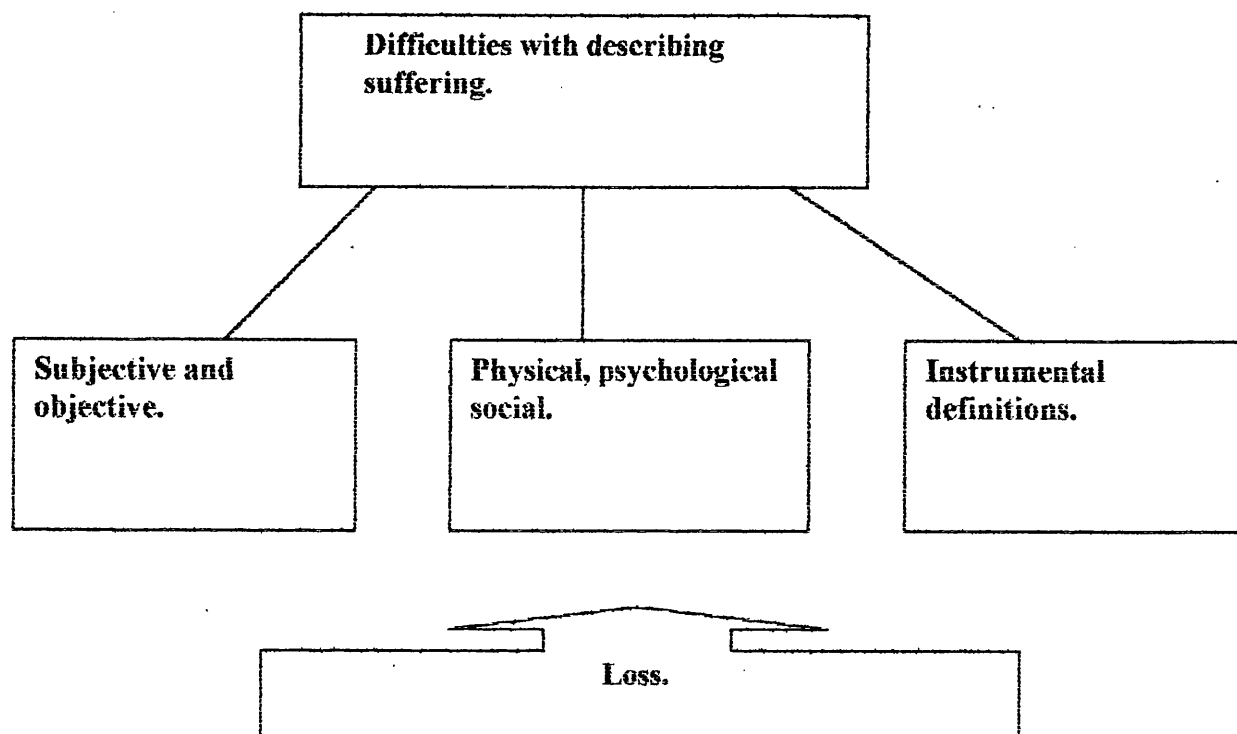 Difficulties with describing
suffering.
Subjective and
objective.
Physical, psychological
social.
Instrumental
definitions.
Loss.